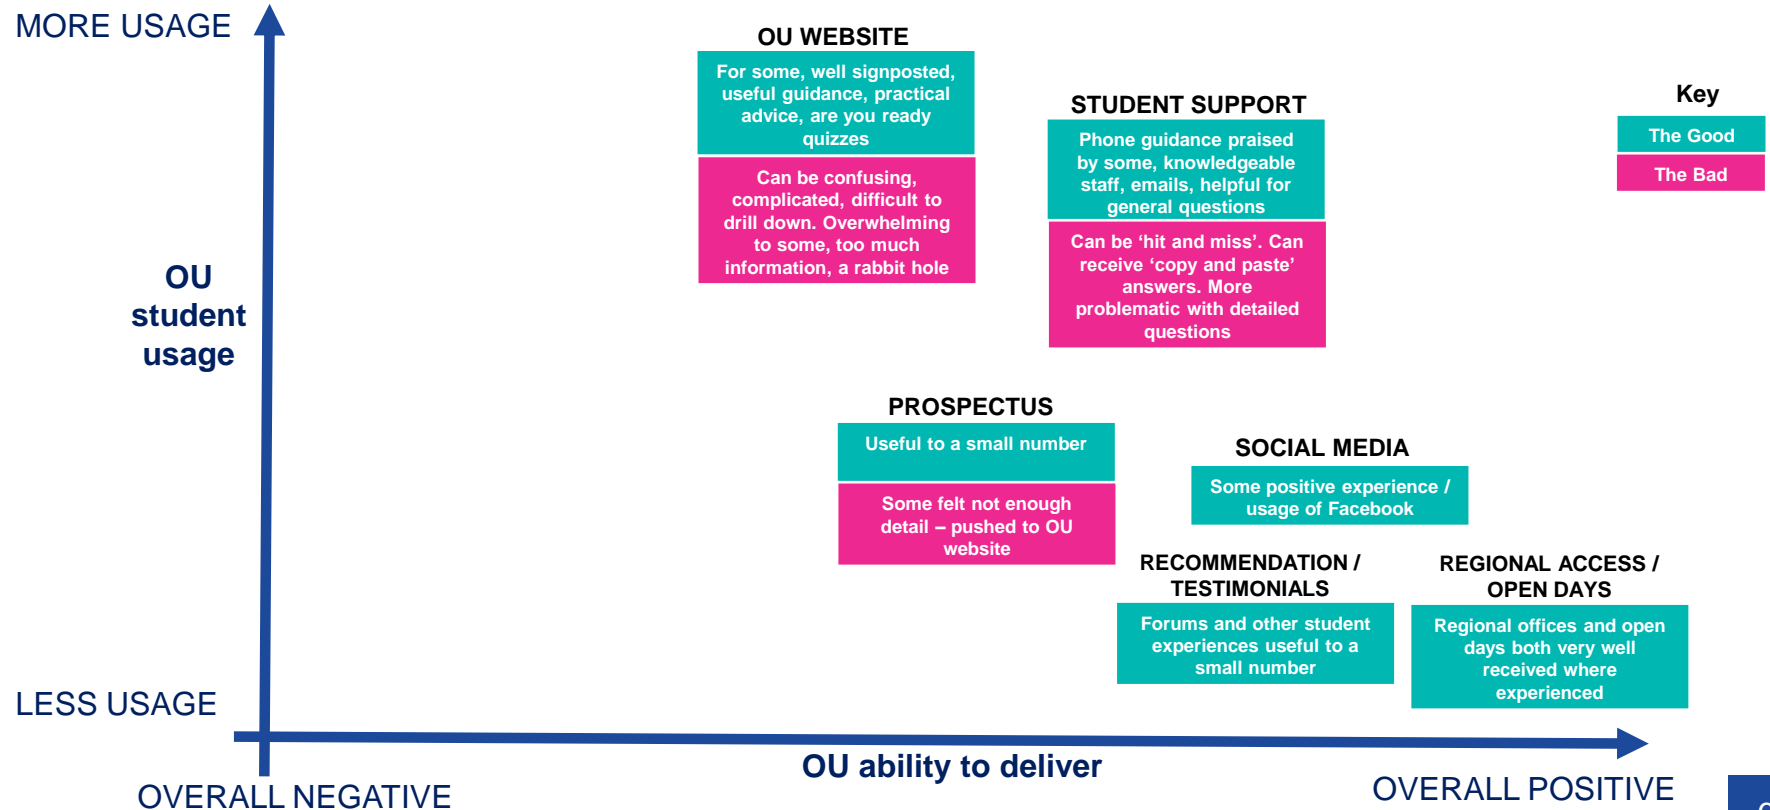 MORE USAGE
OU WEBSITE
For some, well signposted,
useful guidance, practical
advice, are you ready
quizzes
Can be confusing,
complicated, difficult to
drill down. Overwhelming
to some, too much
information, a rabbit hole
STUDENT SUPPORT
Phone guidance praised
by some, knowledgeable
staff, emails, helpful for
general questions
Can be ‘hit and miss’. Can
receive ‘copy and paste’
answers. More
problematic with detailed
questions
Key
The Good
The Bad
OU
student
usage
PROSPECTUS
Useful to a small number
Some felt not enough
detail – pushed to OU
website
SOCIAL MEDIA
Some positive experience /
usage of Facebook
RECOMMENDATION /
TESTIMONIALS
Forums and other student
experiences useful to a
small number
REGIONAL ACCESS /
OPEN DAYS
Regional offices and open
days both very well
received where
experienced
LESS USAGE
OU ability to deliver
OVERALL NEGATIVE
OVERALL POSITIVE